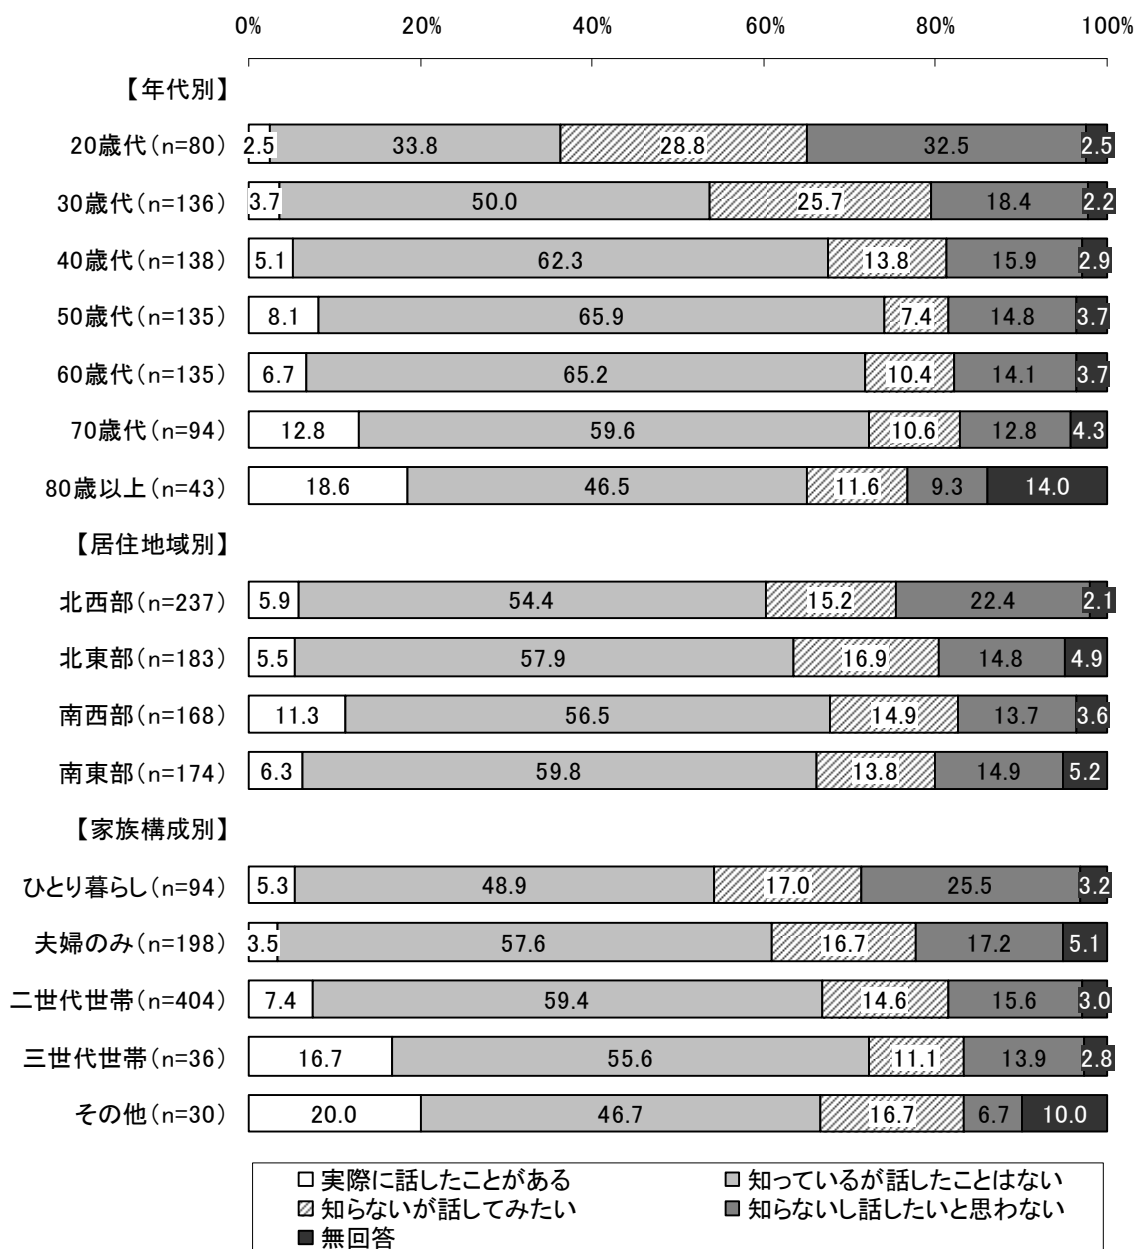 0% 20% 40% 60% 80% 100%
【年代別】
20歳代(n=80) 2.5 33.8 28.8 32.5 2.5
30歳代(n=136) 3.7 50.0 25.7 18.4 2.2
40歳代(n=138) 5.1 62.3 13.8 15.9 2.9
50歳代(n=135) 8.1 65.9 7.4 14.8 3.7
60歳代(n=135) 6.7 65.2 10.4 14.1 3.7
70歳代(n=94) 12.8 59.6 10.6 12.8 4.3
80歳以上(n=43) 18.6 46.5 11.6 9.3 14.0
【居住地域別】
北西部(n=237) 5.9 54.4 15.2 22.4 2.1
北東部(n=183) 5.5 57.9 16.9 14.8 4.9
南西部(n=168) 11.3 56.5 14.9 13.7 3.6
南東部(n=174) 6.3 59.8 13.8 14.9 5.2
【家族構成別】
ひとり暮らし(n=94) 5.3 48.9 17.0 25.5 3.2
夫婦のみ(n=198) 3.5 57.6 16.7 17.2 5.1
二世代世帯(n=404) 7.4 59.4 14.6 15.6 3.0
三世代世帯(n=36) 16.7 55.6 11.1 13.9 2.8
その他(n=30) 20.0 46.7 16.7 6.7 10.0
実際に話したことがある 知っているが話したことはない
知らないが話してみたい 知らないし話したいと思わない
無回答